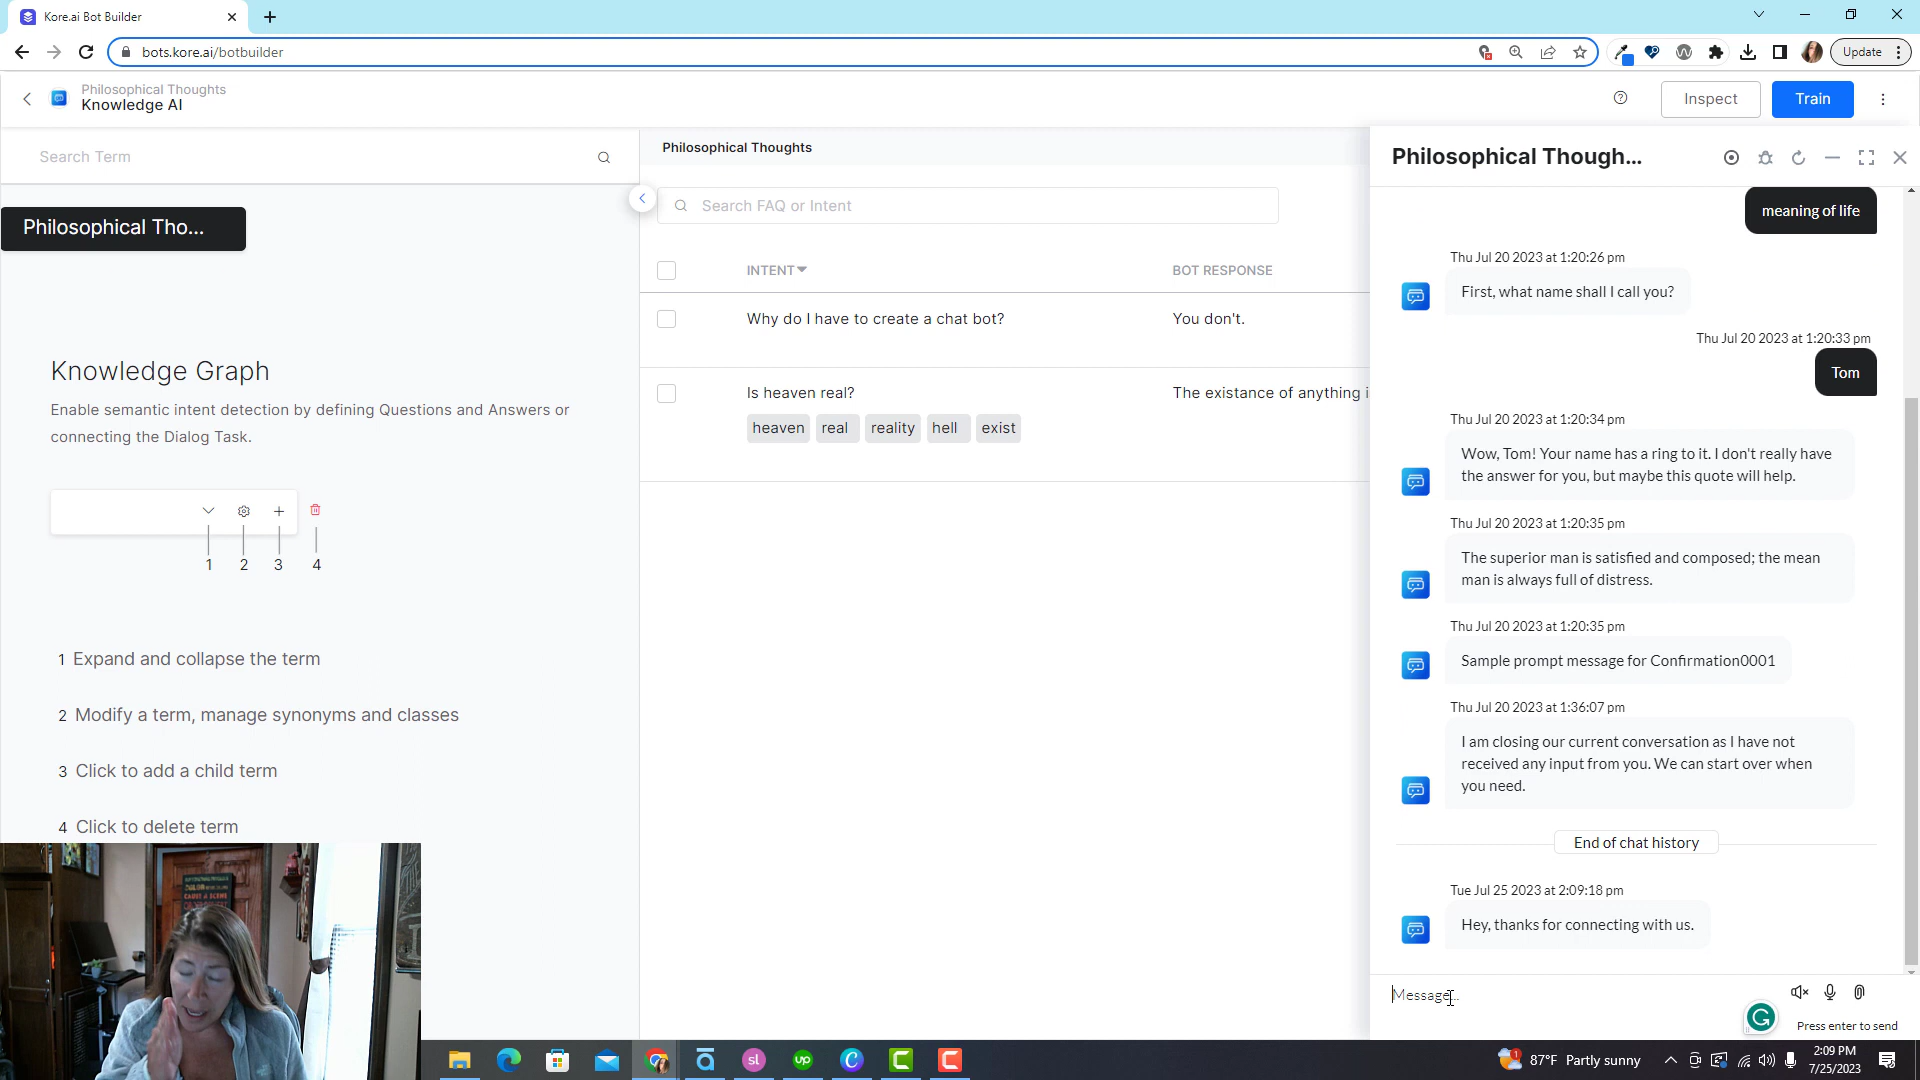 Kore.ai Bot Builder
bots.kore.ai/botbuilder
Update
Philosophical Thoughts
Knowledge AI
Inspect
Train
Search Term
Philosophical Tho...
Knowledge Graph
Enable semantic intent detection by defining Questions and Answers or
connecting the Dialog Task.
1 2 3 4
1 Expand and collapse the term
2 Modify a term, manage synonyms and classes
3 Click to add a child term
4 Click to delete term
Philosophical Thoughts
Search FAQ or Intent
INTENT BOT RESPONSE
Why do I have to create a chat bot? You don't.
Is heaven real? The existance of anything i
heaven real reality hell exist
Philosophical Though...
meaning of life
Thu Jul 20 2023 at 1:20:26 pm
First, what name shall I call you?
Thu Jul 20 2023 at 1:20:33 pm
Tom
Thu Jul 20 2023 at 1:20:34 pm
Wow, Tom! Your name has a ring to it. I don't really have
the answer for you, but maybe this quote will help.
Thu Jul 20 2023 at 1:20:35 pm
The superior man is satisfied and composed; the mean
man is always full of distress.
Thu Jul 20 2023 at 1:20:35 pm
Sample prompt message for Confirmation0001
Thu Jul 20 2023 at 1:36:07 pm
I am closing our current conversation as I have not
received any input from you. We can start over when
you need.
End of chat history
Tue Jul 25 2023 at 2:09:18 pm
Hey, thanks for connecting with us.
Message...
Press enter to send
87°F Partly sunny
2:09 PM
7/25/2023